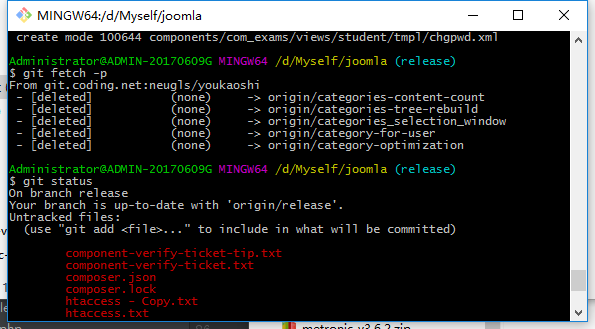 MINGW64:/d/Myself/joomla
create mode 100644 components/com_exams/views/student/tmpl/chgpwd.xml
Administrator@ADMIN-20170609G MINGW64 /d/Myself/joomla (release)
$ git fetch -p
From git.coding.net:neugls/youkaoshi
 - [deleted]         (none)     -> origin/categories-content-count
 - [deleted]         (none)     -> origin/categories-tree-rebuild
 - [deleted]         (none)     -> origin/categories_selection_window
 - [deleted]         (none)     -> origin/category-for-user
 - [deleted]         (none)     -> origin/category-optimization
Administrator@ADMIN-20170609G MINGW64 /d/Myself/joomla (release)
$ git status
On branch release
Your branch is up-to-date with 'origin/release'.
Untracked files:
  (use "git add <file>..." to include in what will be committed)
component-verify-ticket-tip.txt
component-verify-ticket.txt
composer.json
composer.lock
htaccess - Copy.txt
htaccess.txt
metronic-v3.6.2.zip